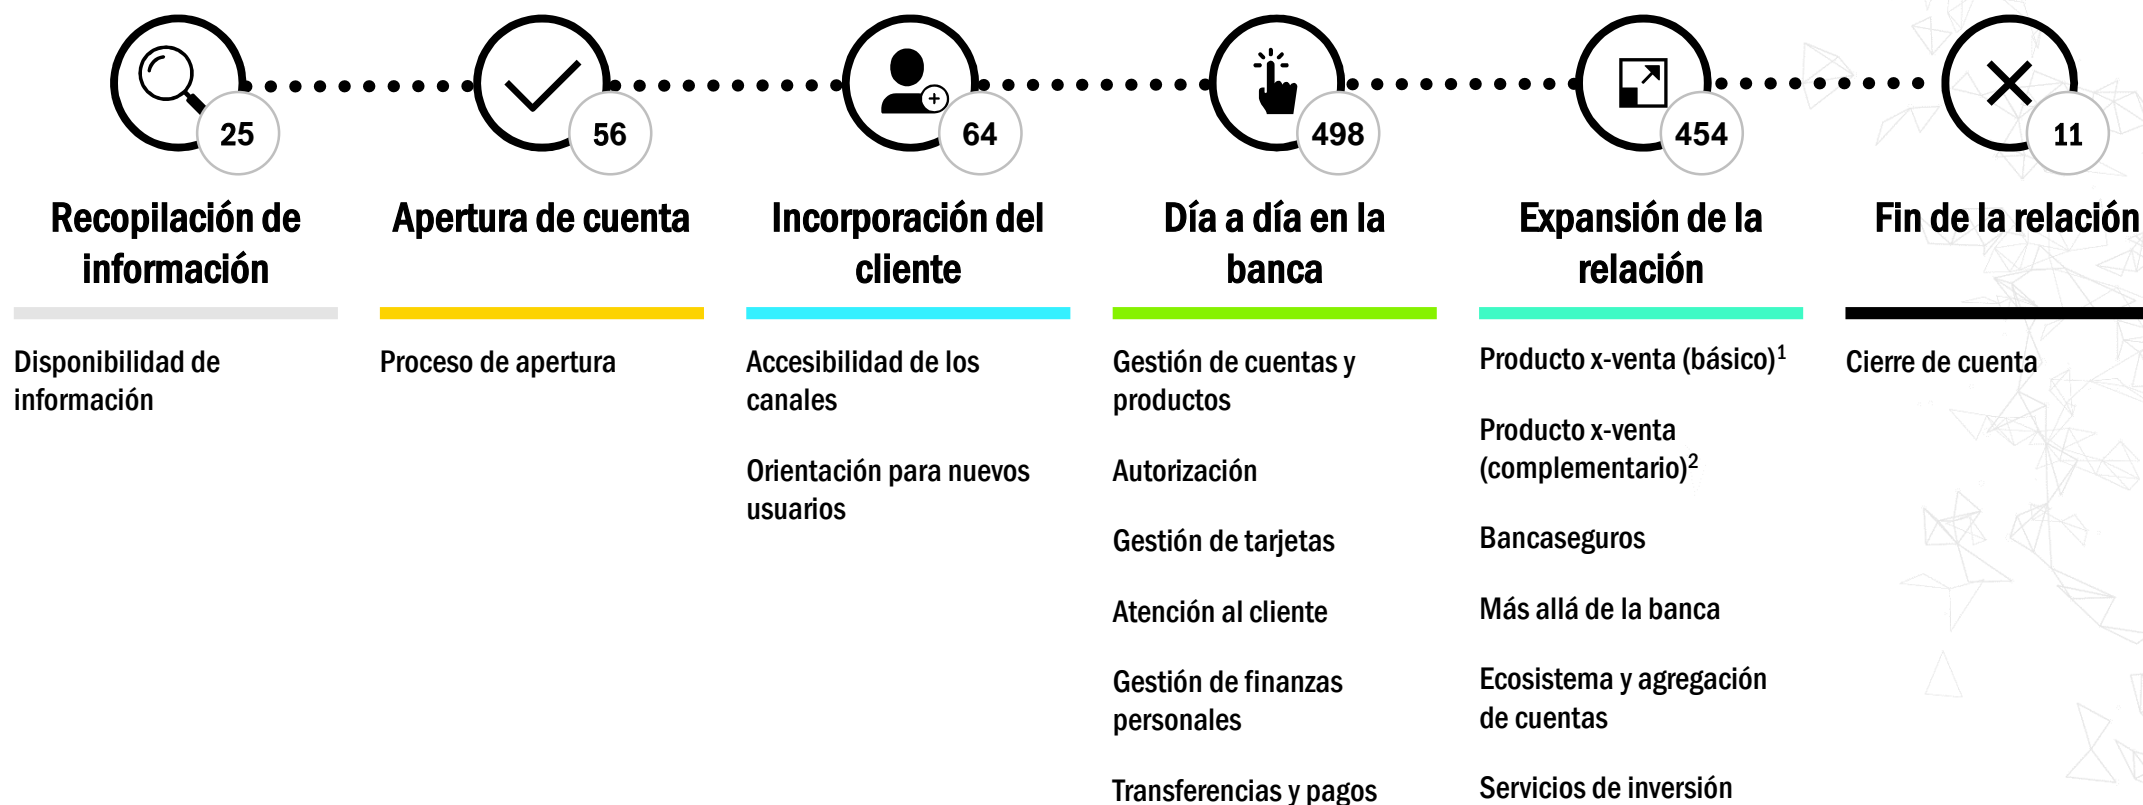 25
56
64
498
454
11
Recopilación de
información
Apertura de cuenta
Incorporación del
cliente
Día a día en la
banca
Expansión de la
relación
Fin de la relación
Disponibilidad de
información
Proceso de apertura
Accesibilidad de los
canales
Orientación para nuevos
usuarios
Gestión de cuentas y
productos
Autorización
Gestión de tarjetas
Atención al cliente
Gestión de finanzas
personales
Transferencias y pagos
Producto x-venta (básico)¹
Producto x-venta
(complementario)²
Bancaseguros
Más allá de la banca
Ecosistema y agregación
de cuentas
Servicios de inversión
Cierre de cuenta